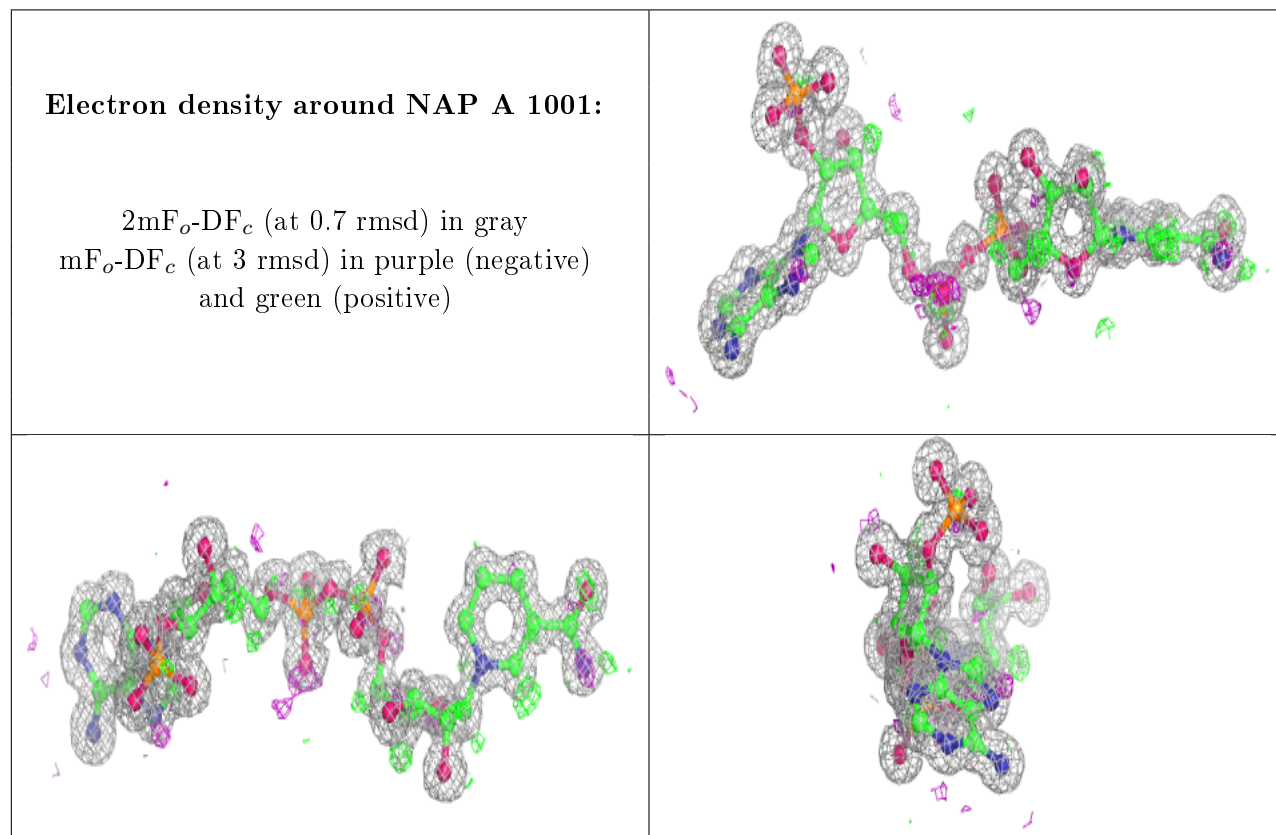 Electron density around NAP A 1001:
2mFo-DFc (at 0.7 rmsd) in gray
mFo-DFc (at 3 rmsd) in purple (negative)
and green (positive)